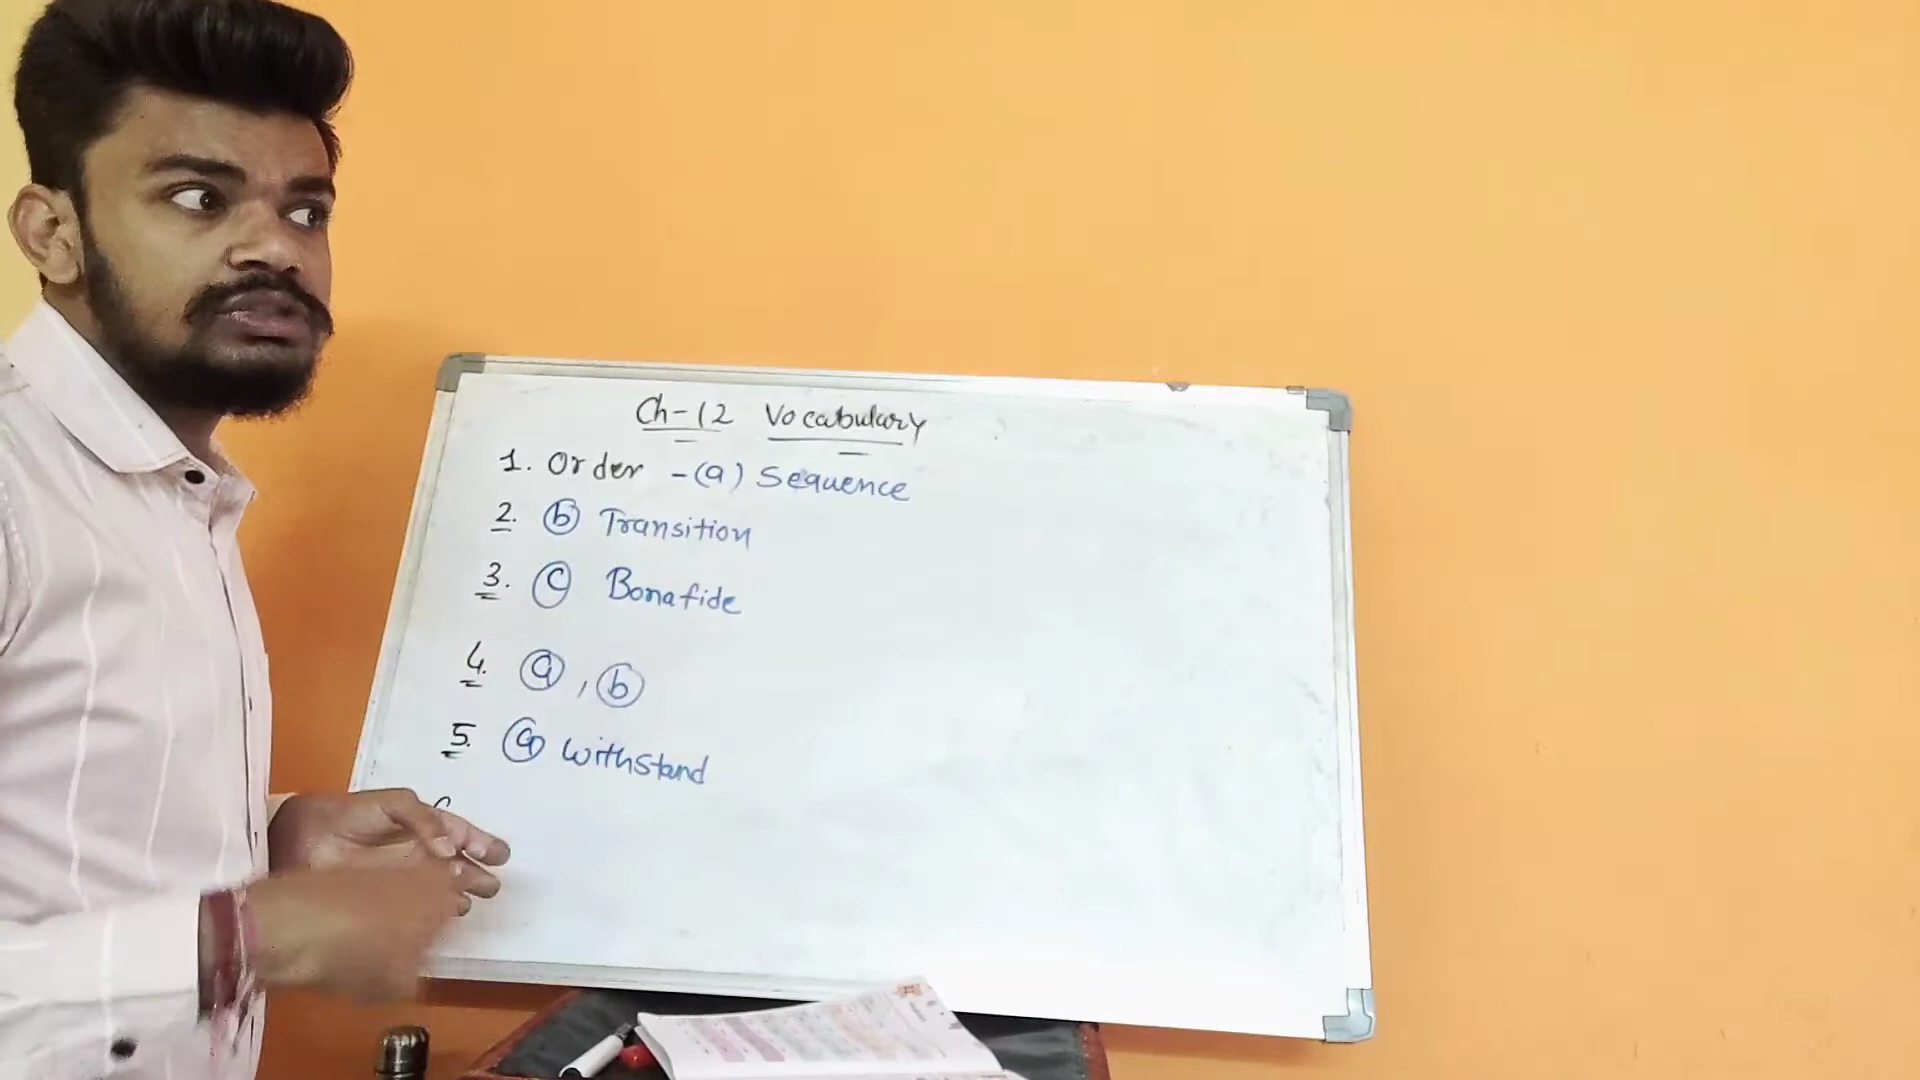 Ch-12 Vocabulary
1. Order - (a) Sequence
2. (b) Transition
3. (c) Bonafide
4. (a), (b)
5. (a) Withstand